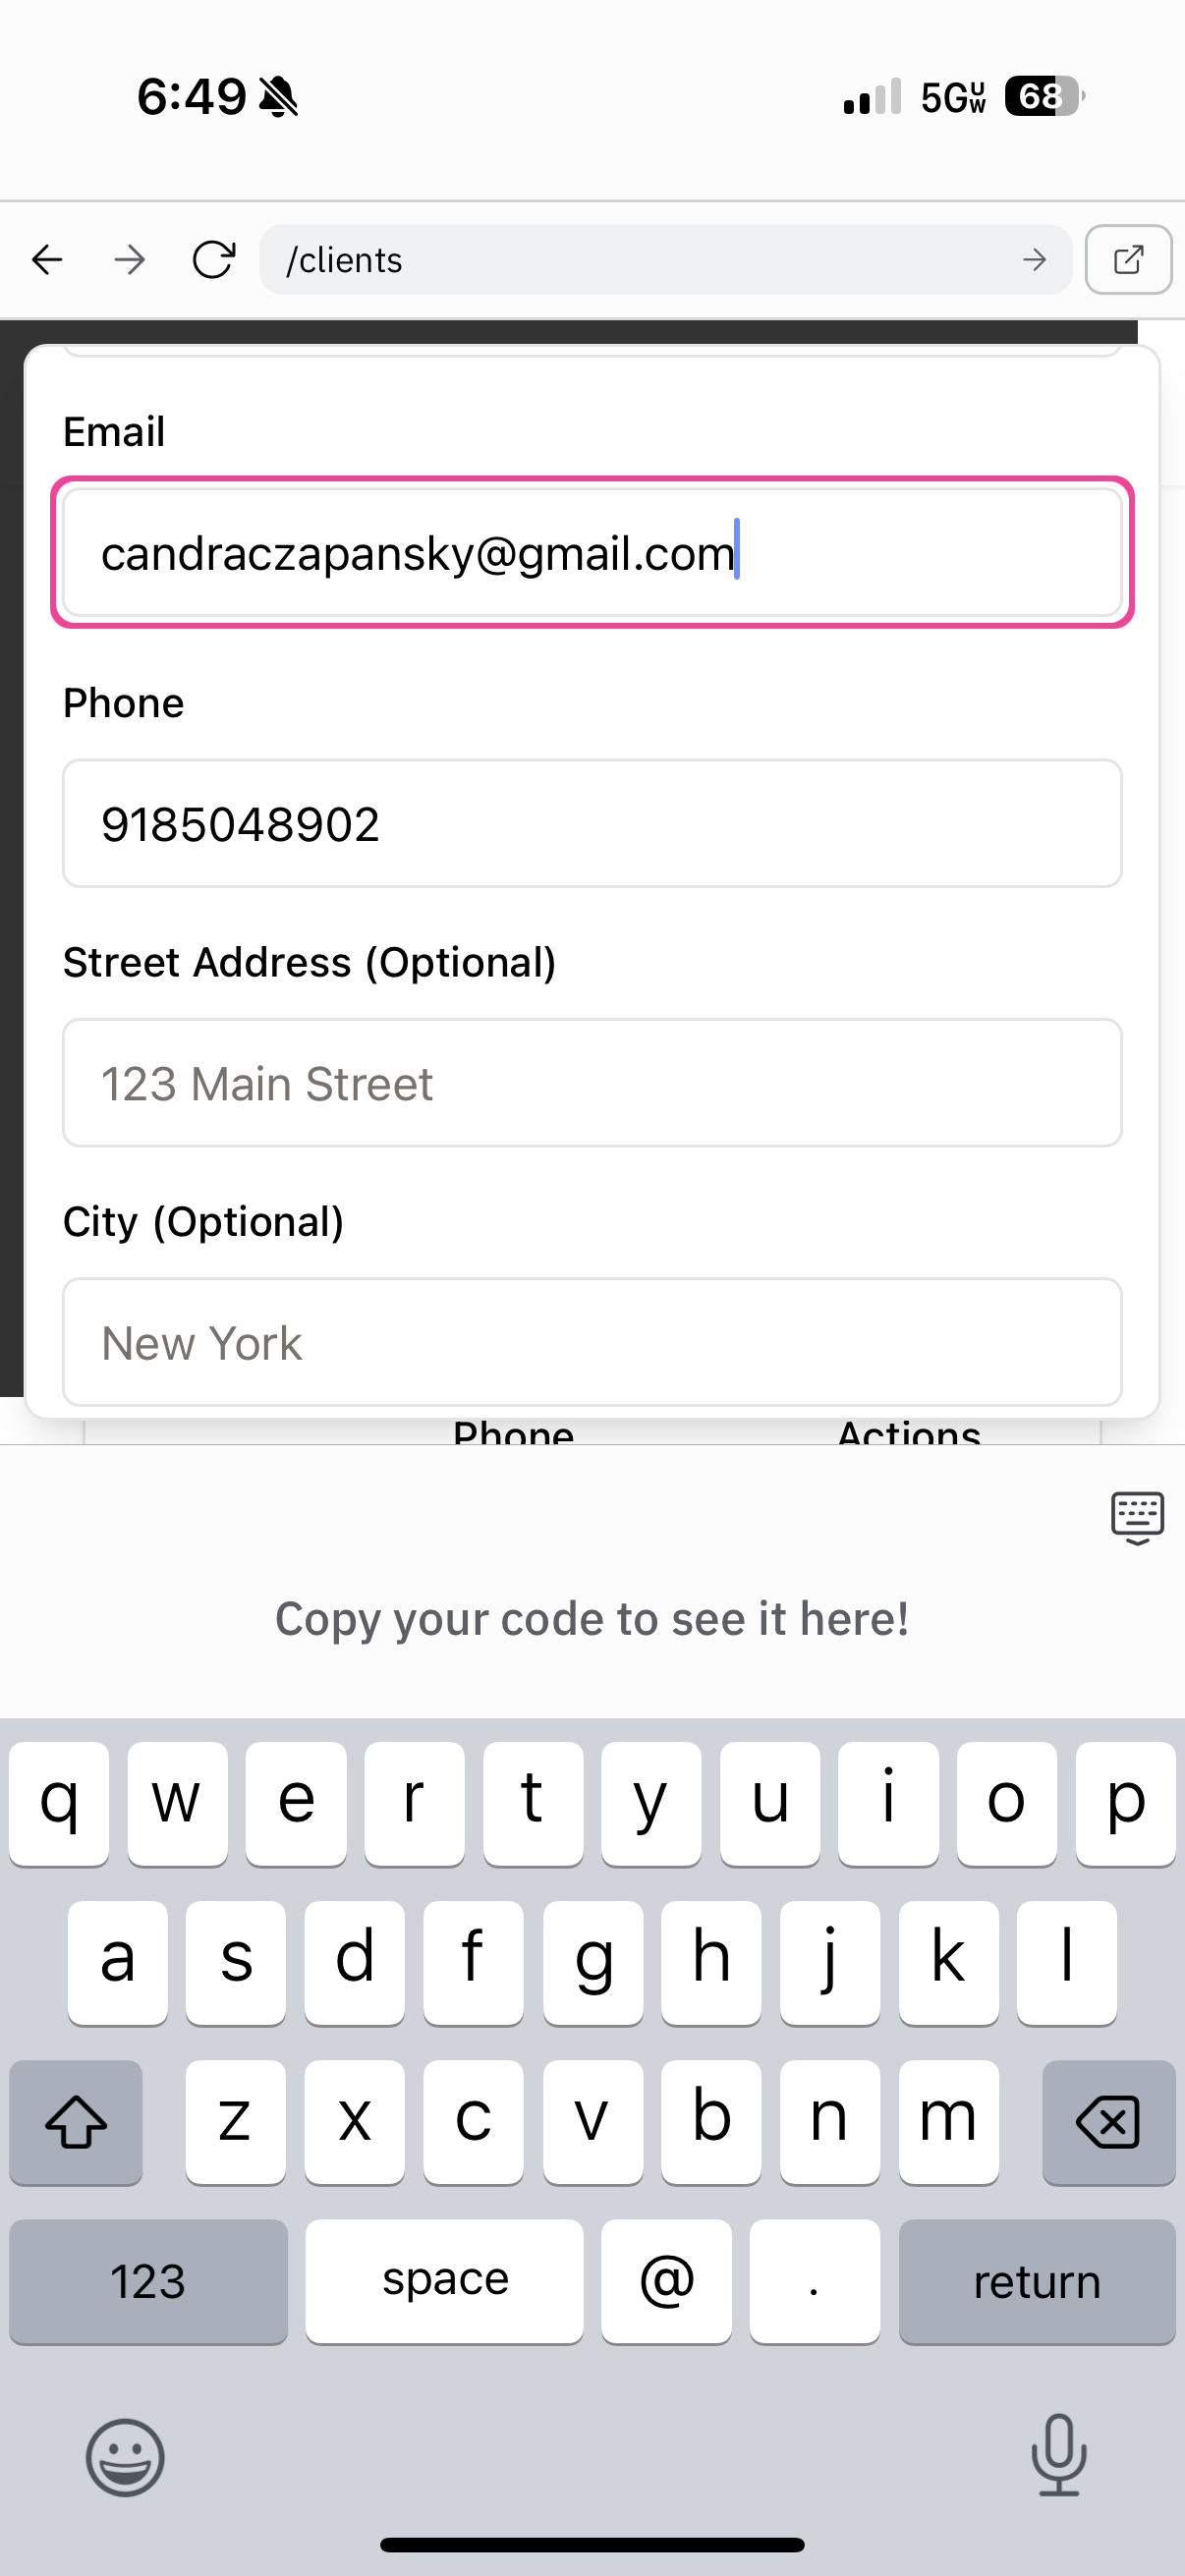 6:49
5G UW 68
/clients
Email
candraczapansky@gmail.com
Phone
9185048902
Street Address (Optional)
123 Main Street
City (Optional)
New York
Phone Actions
Copy your code to see it here!
q w e r t y u i o p
a s d f g h j k l
z x c v b n m
123 space @ . return